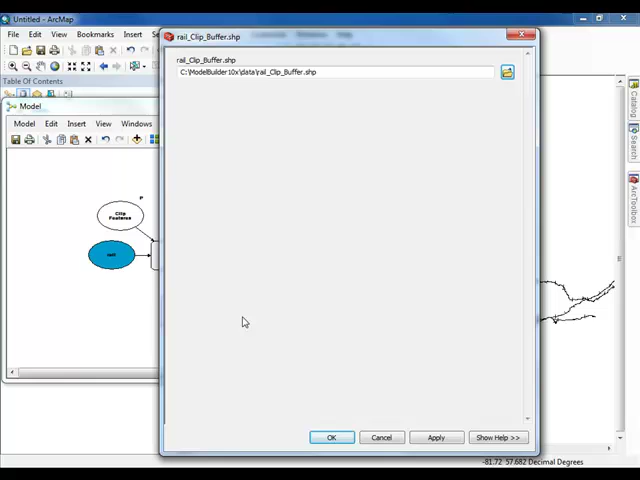 Untitled - ArcMap
File Edit View Bookmarks Insert
Table Of Contents
Model
Model Edit Insert View Windows
P
Clip Features
rail
rail_Clip_Buffer.shp
rail_Clip_Buffer.shp
C:\ModelBuilder10x\data\rail_Clip_Buffer.shp
OK Cancel Apply Show Help >>
Catalog
Search
ArcToolbox
-81.72 57.682 Decimal Degrees